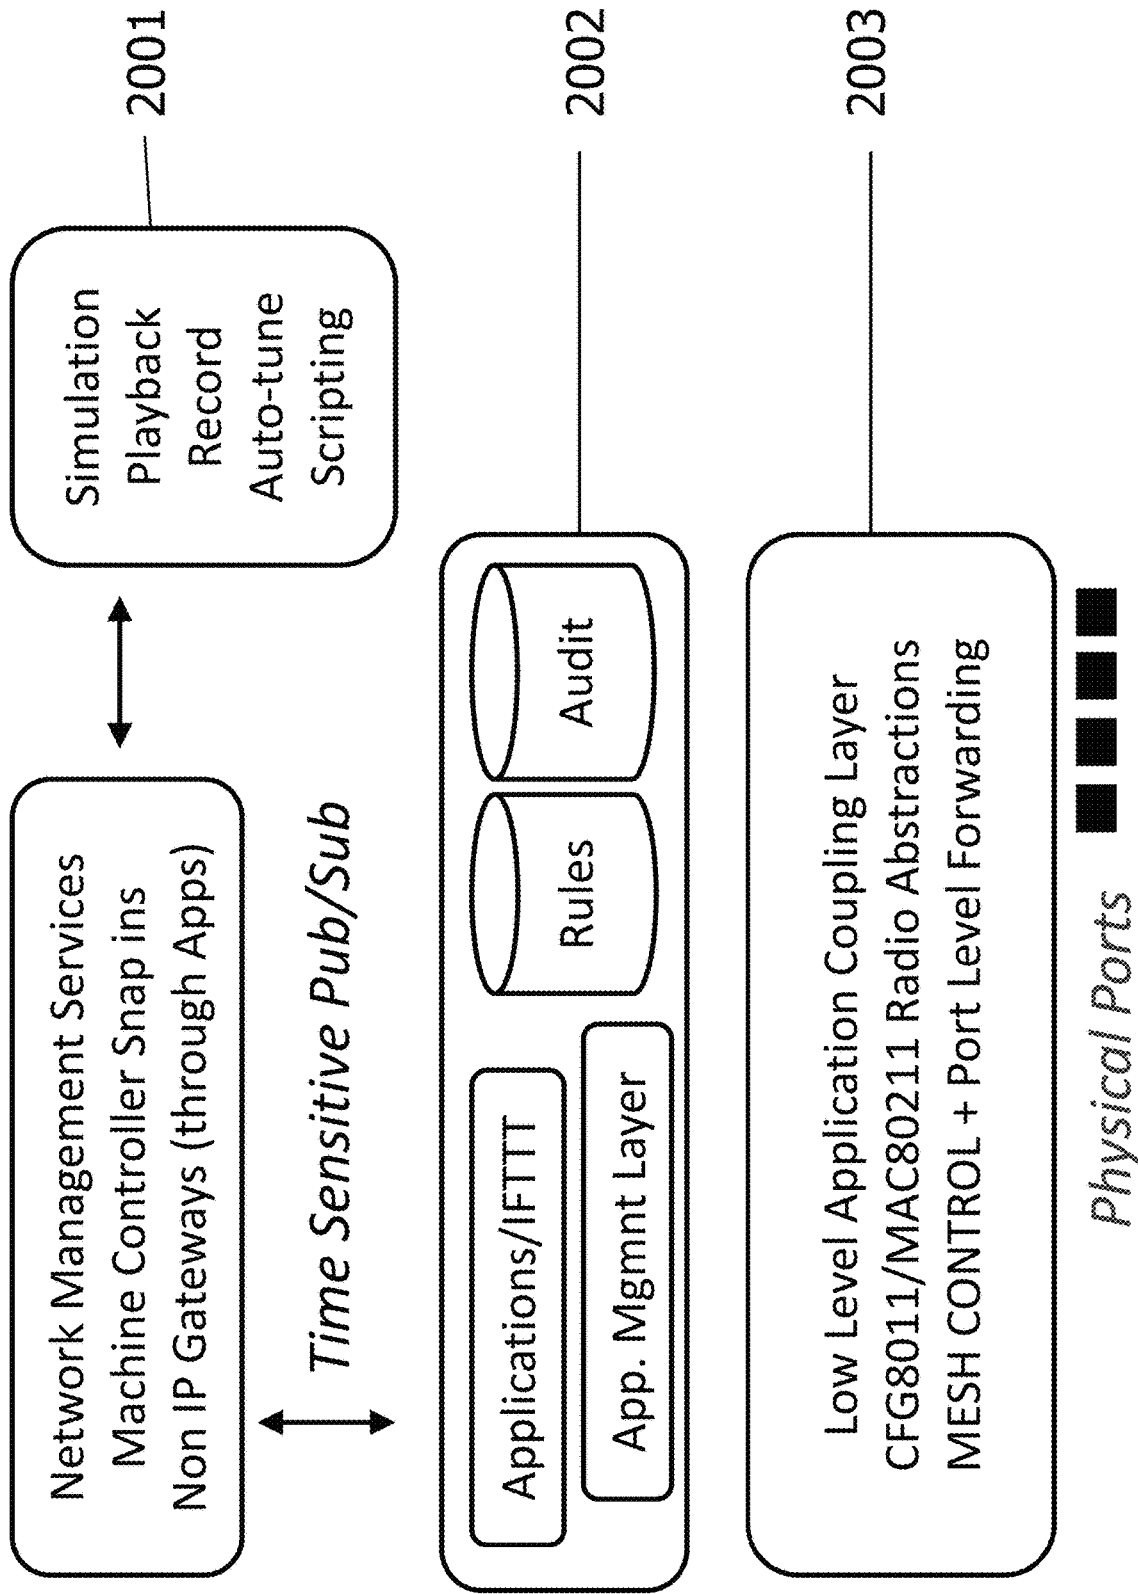 Network Management Services
Machine Controller Snap ins
Non IP Gateways (through Apps)
Simulation
Playback
Record
Auto-tune
Scripting
2001
Time Sensitive Pub/Sub
Applications/IFTTT
App. Mgmnt Layer
Rules
Audit
2002
Low Level Application Coupling Layer
CFG8011/MAC80211 Radio Abstractions
MESH CONTROL + Port Level Forwarding
2003
Physical Ports